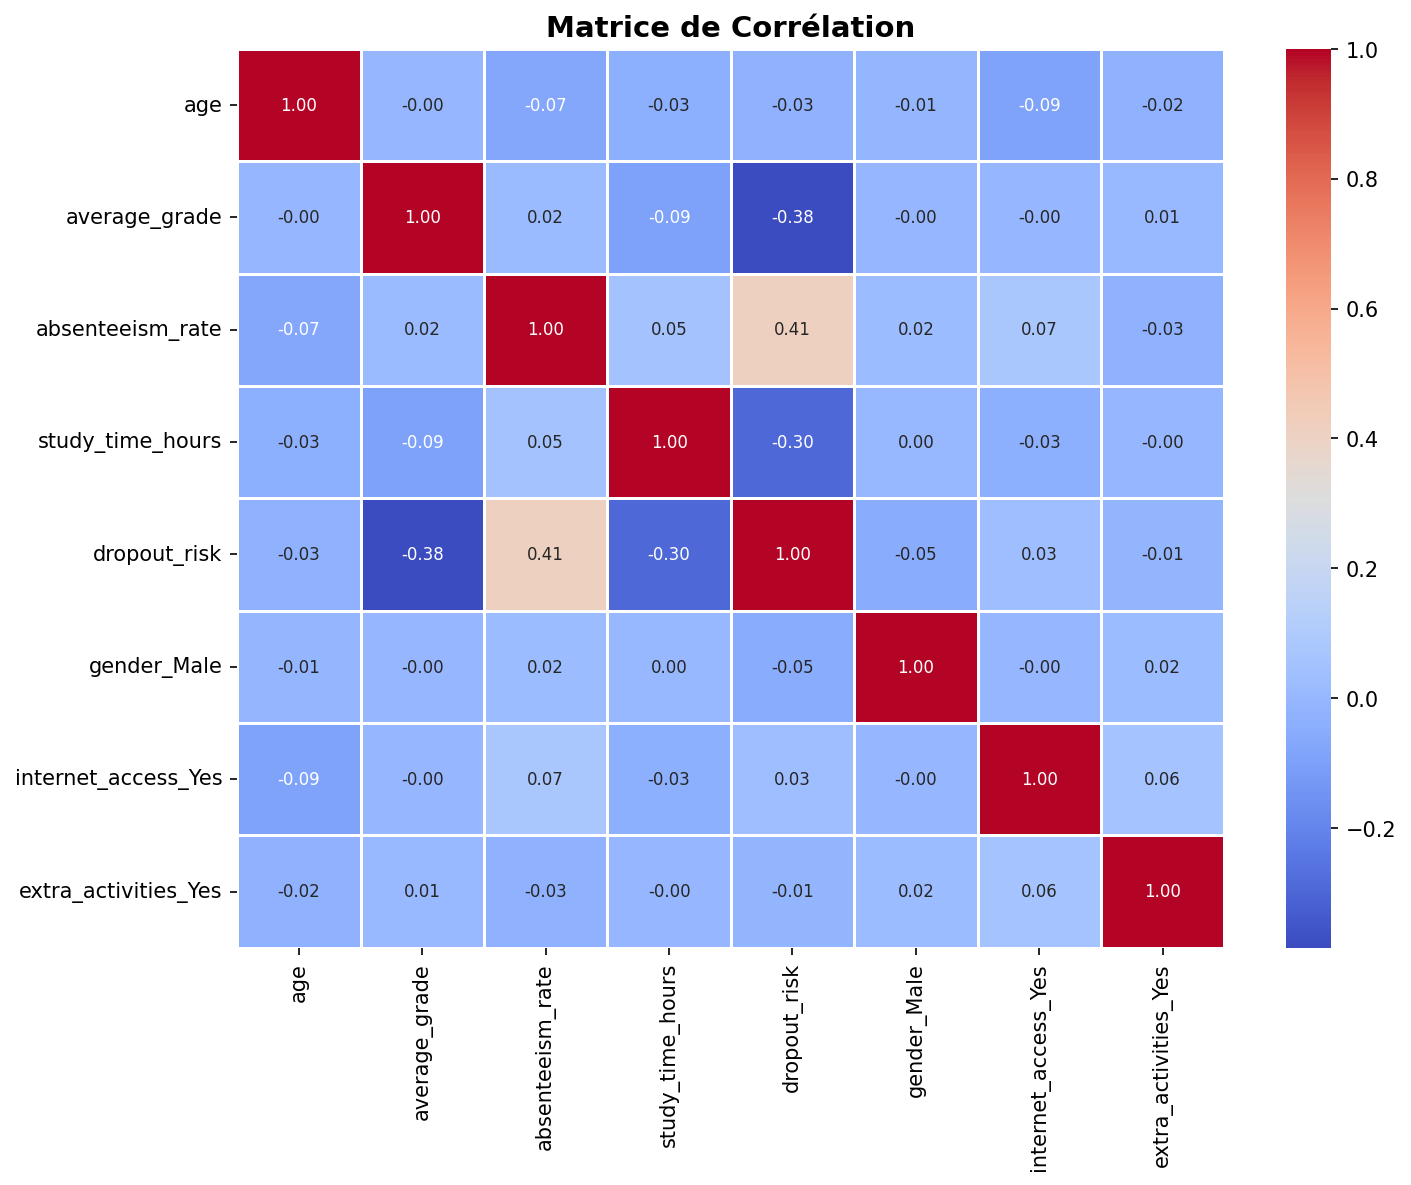 Matrice de Corrélation
age 1.00 -0.00 -0.07 -0.03 -0.03 -0.01 -0.09 -0.02
average_grade -0.00 1.00 0.02 -0.09 -0.38 -0.00 -0.00 0.01
absenteeism_rate -0.07 0.02 1.00 0.05 0.41 0.02 0.07 -0.03
study_time_hours -0.03 -0.09 0.05 1.00 -0.30 0.00 -0.03 -0.00
dropout_risk -0.03 -0.38 0.41 -0.30 1.00 -0.05 0.03 -0.01
gender_Male -0.01 -0.00 0.02 0.00 -0.05 1.00 -0.00 0.02
internet_access_Yes -0.09 -0.00 0.07 -0.03 0.03 -0.00 1.00 0.06
extra_activities_Yes -0.02 0.01 -0.03 -0.00 -0.01 0.02 0.06 1.00
age
average_grade
absenteeism_rate
study_time_hours
dropout_risk
gender_Male
internet_access_Yes
extra_activities_Yes
1.0
0.8
0.6
0.4
0.2
0.0
−0.2